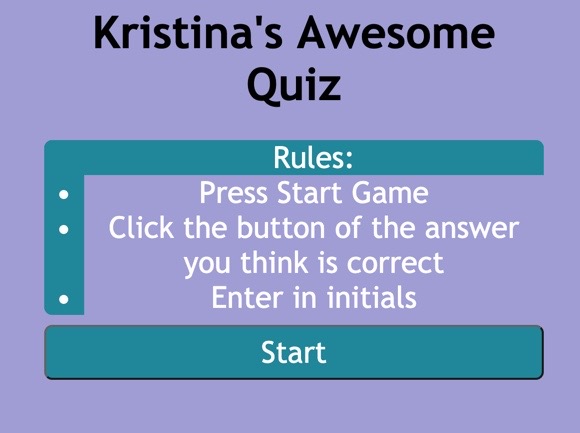 Kristina's Awesome
Quiz
Rules:
• Press Start Game
• Click the button of the answer
you think is correct
• Enter in initials
Start